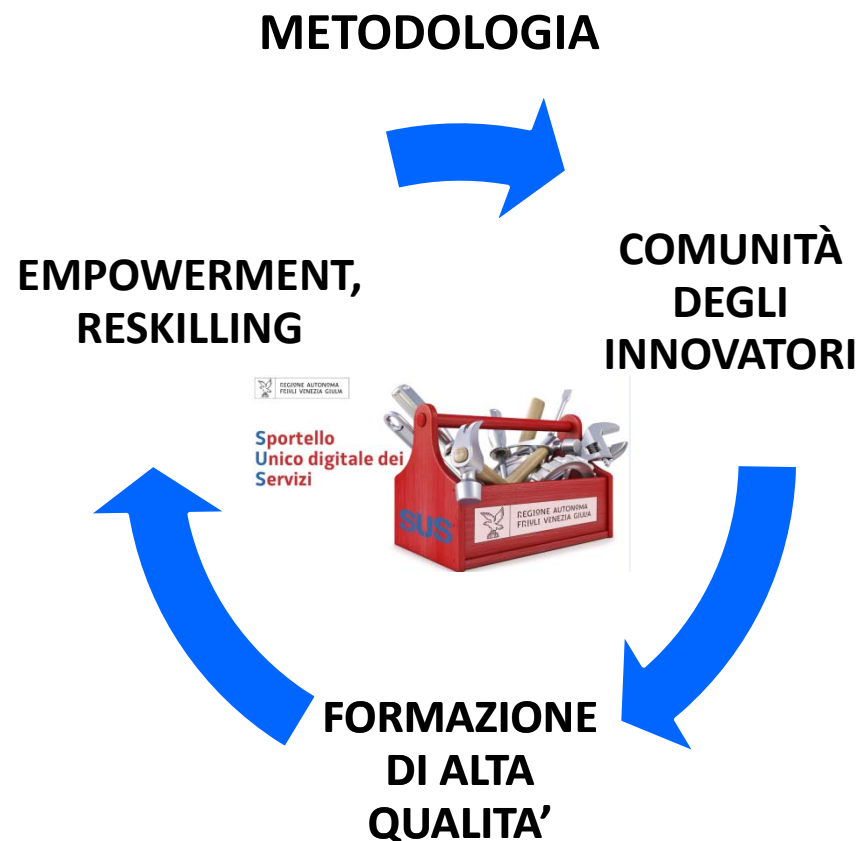 METODOLOGIA
COMUNITÀ
DEGLI
INNOVATORI
EMPOWERMENT,
RESKILLING
REGIONE AUTONOMA
FRIULI VENEZIA GIULIA
Sportello
Unico digitale dei
Servizi
SUS
REGIONE AUTONOMA
FRIULI VENEZIA GIULIA
FORMAZIONE
DI ALTA
QUALITA’